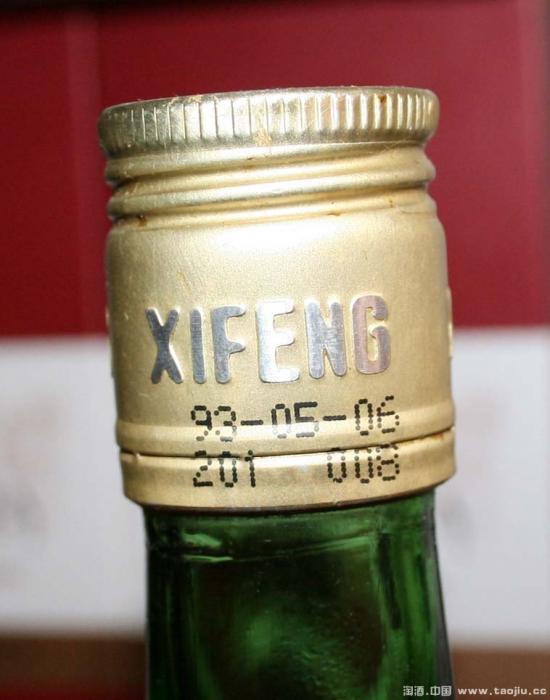 XIFENG
93-05-06
201 008
淘酒.中国 www.taojiu.cc